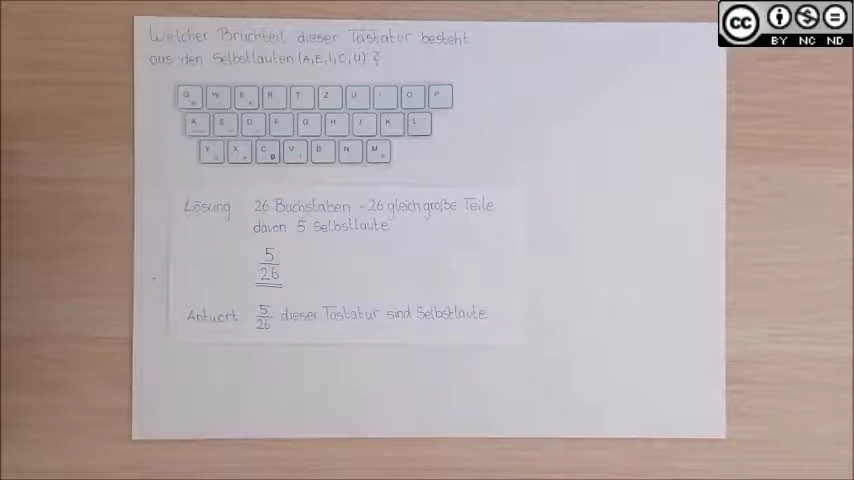 cc
BY NC ND
Welcher Bruchteil dieser Tastatur besteht
aus den Selbstlauten (A, E, I, O, U) ?
Q W E R T Z U I O P
A S D F G H J K L
Y X C V B N M
Lösung 26 Buchstaben - 26 gleich große Teile
davon 5 Selbstlaute
5
26
Antwort 5/26 dieser Tastatur sind Selbstlaute